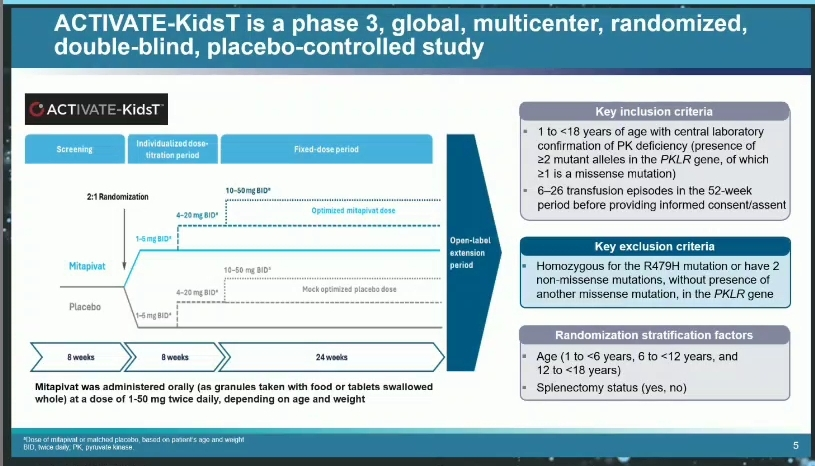 ACTIVATE-KidsT is a phase 3, global, multicenter, randomized,
double-blind, placebo-controlled study
ACTIVATE-KidsT
Screening
Individualized dose-
titration period
Fixed-dose period
2:1 Randomization
10–50 mg BIDª
Optimized mitapivat dose
4–20 mg BIDª
1–5 mg BIDª
Mitapivat
Placebo
10–50 mg BIDª
Mock optimized placebo dose
4–20 mg BIDª
1–5 mg BIDª
Open-label
extension
period
8 weeks
8 weeks
24 weeks
Mitapivat was administered orally (as granules taken with food or tablets swallowed
whole) at a dose of 1-50 mg twice daily, depending on age and weight
Key inclusion criteria
▪ 1 to <18 years of age with central laboratory
confirmation of PK deficiency (presence of
≥2 mutant alleles in the PKLR gene, of which
≥1 is a missense mutation)
▪ 6–26 transfusion episodes in the 52-week
period before providing informed consent/assent
Key exclusion criteria
▪ Homozygous for the R479H mutation or have 2
non-missense mutations, without presence of
another missense mutation, in the PKLR gene
Randomization stratification factors
▪ Age (1 to <6 years, 6 to <12 years, and
12 to <18 years)
▪ Splenectomy status (yes, no)
ªDose of mitapivat or matched placebo, based on patient's age and weight
BID, twice daily; PK, pyruvate kinase.
5